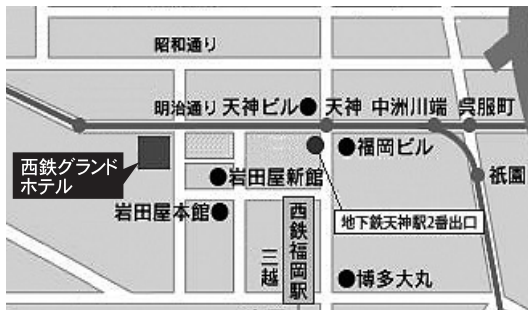 昭和通り
明治通り
天神ビル
天神
中洲川端
呉服町
西鉄グランド
ホテル
福岡ビル
岩田屋新館
祇園
岩田屋本館
地下鉄天神駅2番出口
西鉄福岡駅
三越
博多大丸